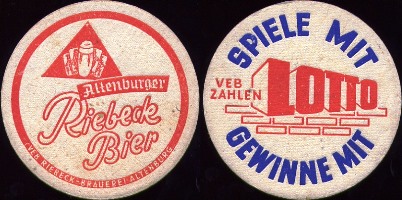 Altenburger
Riebeck
Bier
VEB RIEBECK-BRAUEREI ALTENBURG
SPIELE MIT
VEB
ZAHLEN
LOTTO
GEWINNE MIT